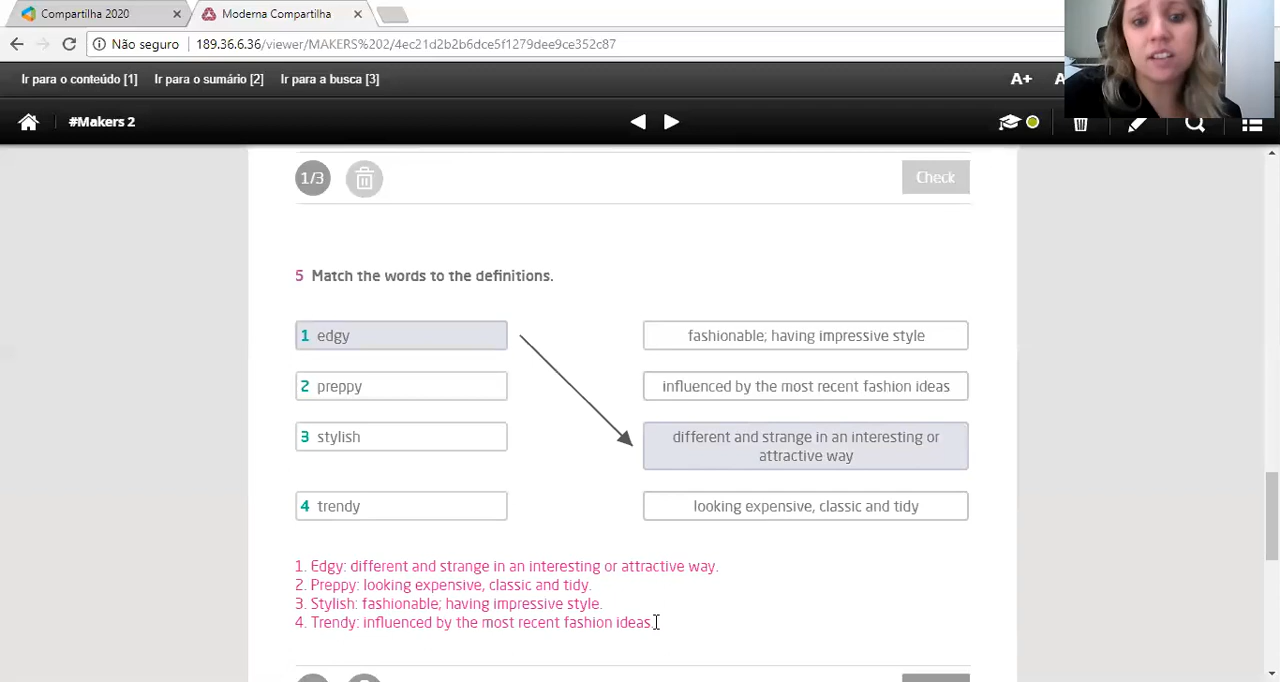 Compartilha 2020
Moderna Compartilha
Não seguro
189.36.6.36/viewer/MAKERS%202/4ec21d2b2b6dce5f1279dee9ce352c87
Ir para o conteúdo [1]
Ir para o sumário [2]
Ir para a busca [3]
A+
#Makers 2
1/3
Check
5 Match the words to the definitions.
1 edgy
fashionable; having impressive style
2 preppy
influenced by the most recent fashion ideas
3 stylish
different and strange in an interesting or
attractive way
4 trendy
looking expensive, classic and tidy
1. Edgy: different and strange in an interesting or attractive way.
2. Preppy: looking expensive, classic and tidy.
3. Stylish: fashionable; having impressive style.
4. Trendy: influenced by the most recent fashion ideas.